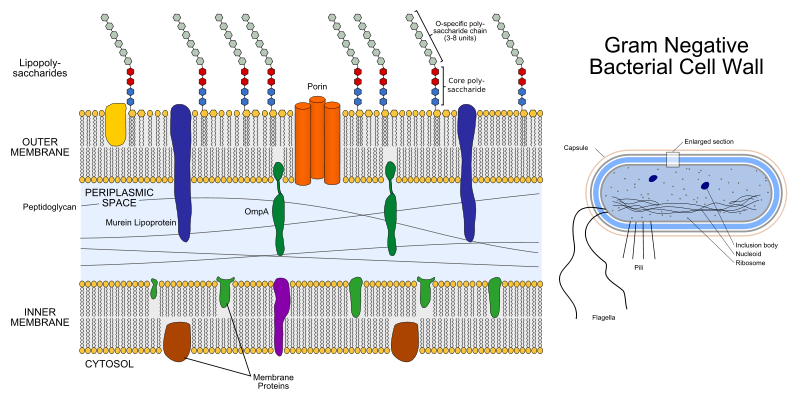 Gram Negative
Bacterial Cell Wall
O-specific poly-
saccharide chain
(3-8 units)
Lipopoly-
saccharides
Core poly-
saccharide
Porin
OUTER
MEMBRANE
PERIPLASMIC
SPACE
Peptidoglycan
Murein Lipoprotein
OmpA
INNER
MEMBRANE
CYTOSOL
Membrane
Proteins
Capsule
Enlarged section
Inclusion body
Nucleoid
Ribosome
Pili
Flagella